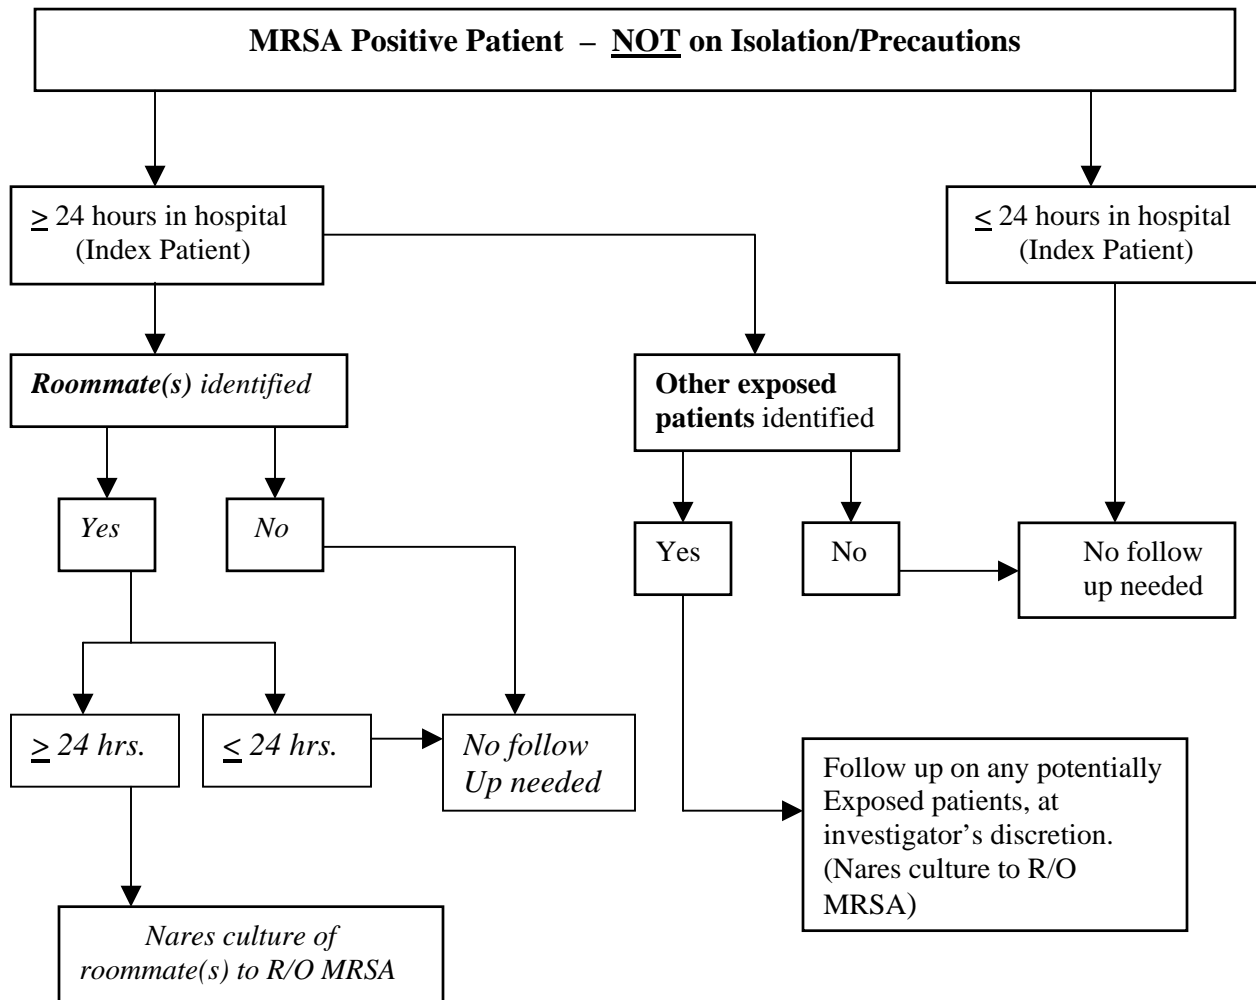 MRSA Positive Patient – NOT on Isolation/Precautions
≥ 24 hours in hospital
(Index Patient)
≤ 24 hours in hospital
(Index Patient)
Roommate(s) identified
Other exposed
patients identified
Yes
No
Yes
No
No follow
up needed
≥ 24 hrs.
≤ 24 hrs.
No follow
Up needed
Follow up on any potentially
Exposed patients, at
investigator’s discretion.
(Nares culture to R/O
MRSA)
Nares culture of
roommate(s) to R/O MRSA